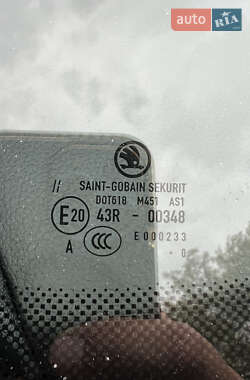 AUTO RIA
// SAINT-GOBAIN SEKURIT
DOT618 M451 AS1
E20 43R - 00348
A CCC E000233
- 0